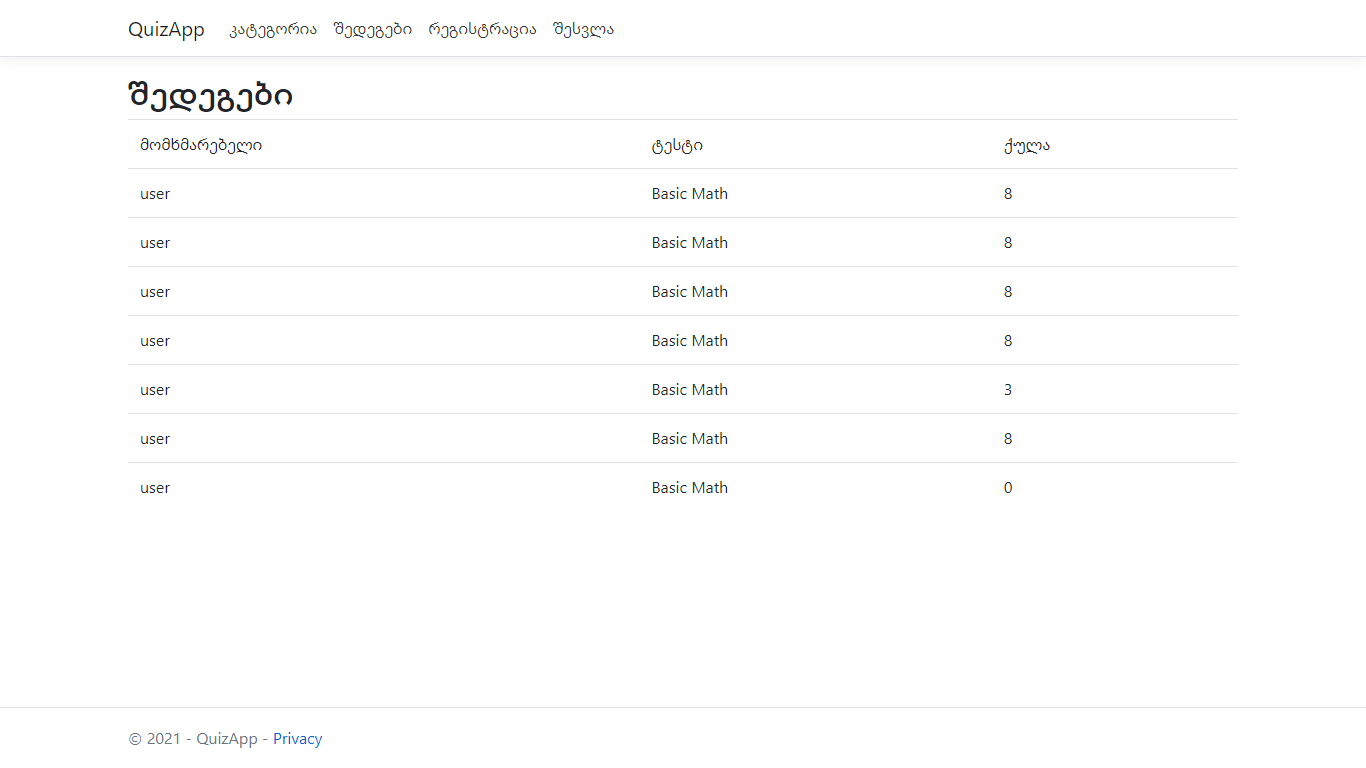 QuizApp კატეგორია შედეგები რეგისტრაცია შესვლა
შედეგები
მომხმარებელი ტესტი ქულა
user Basic Math 8
user Basic Math 8
user Basic Math 8
user Basic Math 8
user Basic Math 3
user Basic Math 8
user Basic Math 0
© 2021 - QuizApp - Privacy